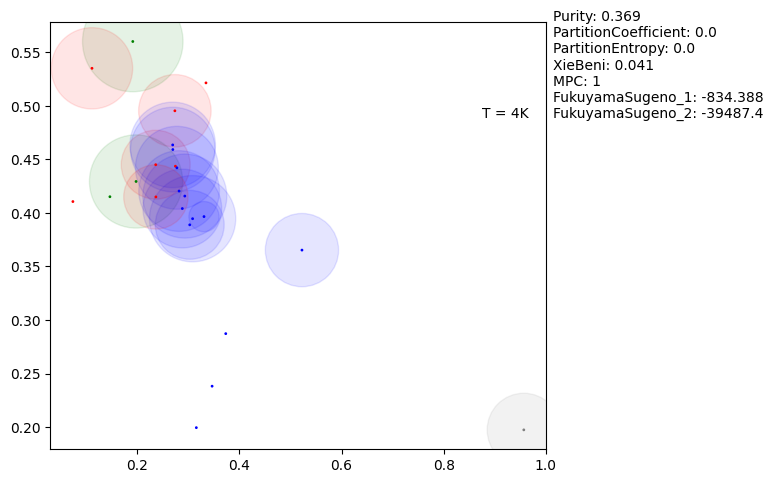 Purity: 0.369
PartitionCoefficient: 0.0
PartitionEntropy: 0.0
XieBeni: 0.041
MPC: 1
FukuyamaSugeno_1: -834.388
FukuyamaSugeno_2: -39487.4
T = 4K
0.55
0.50
0.45
0.40
0.35
0.30
0.25
0.20
0.2 0.4 0.6 0.8 1.0